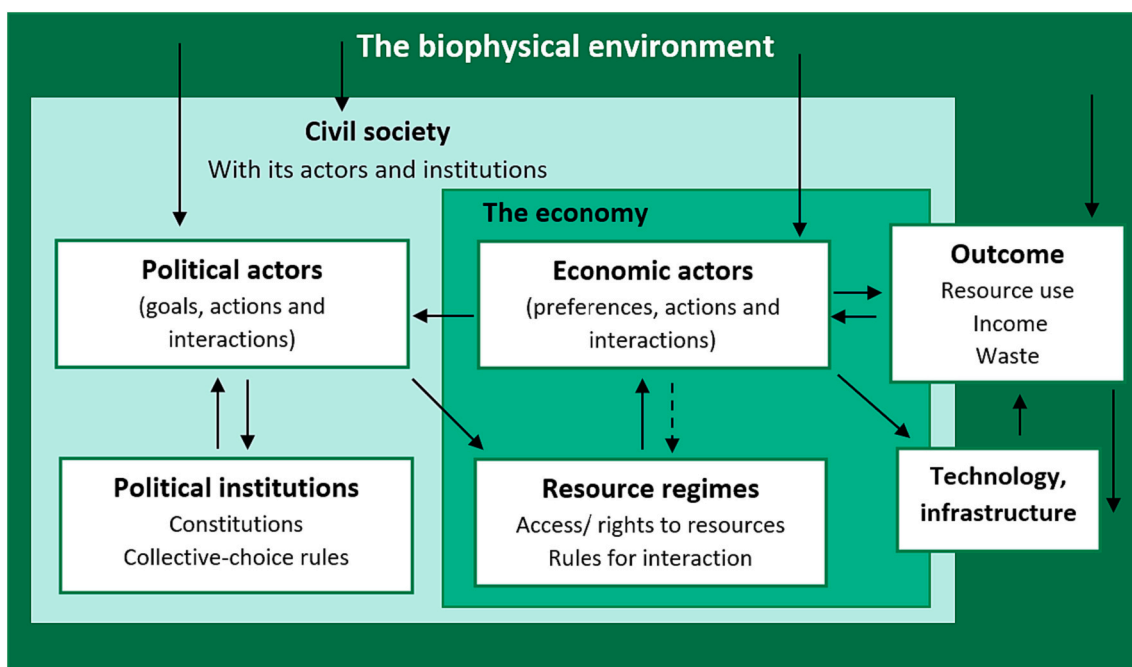 The biophysical environment
Civil society
With its actors and institutions
The economy
Political actors
(goals, actions and
interactions)
Economic actors
(preferences, actions and
interactions)
Outcome
Resource use
Income
Waste
Political institutions
Constitutions
Collective-choice rules
Resource regimes
Access/ rights to resources
Rules for interaction
Technology,
infrastructure